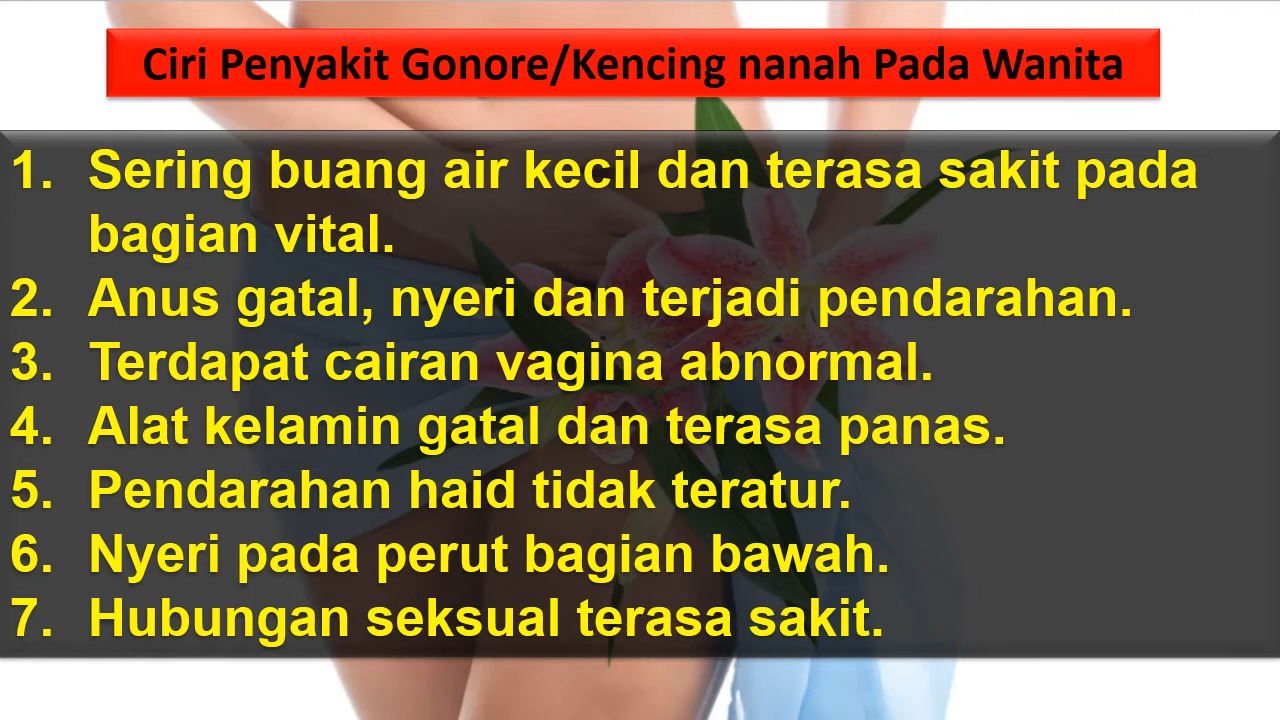 Ciri Penyakit Gonore/Kencing nanah Pada Wanita
1. Sering buang air kecil dan terasa sakit pada
bagian vital.
2. Anus gatal, nyeri dan terjadi pendarahan.
3. Terdapat cairan vagina abnormal.
4. Alat kelamin gatal dan terasa panas.
5. Pendarahan haid tidak teratur.
6. Nyeri pada perut bagian bawah.
7. Hubungan seksual terasa sakit.